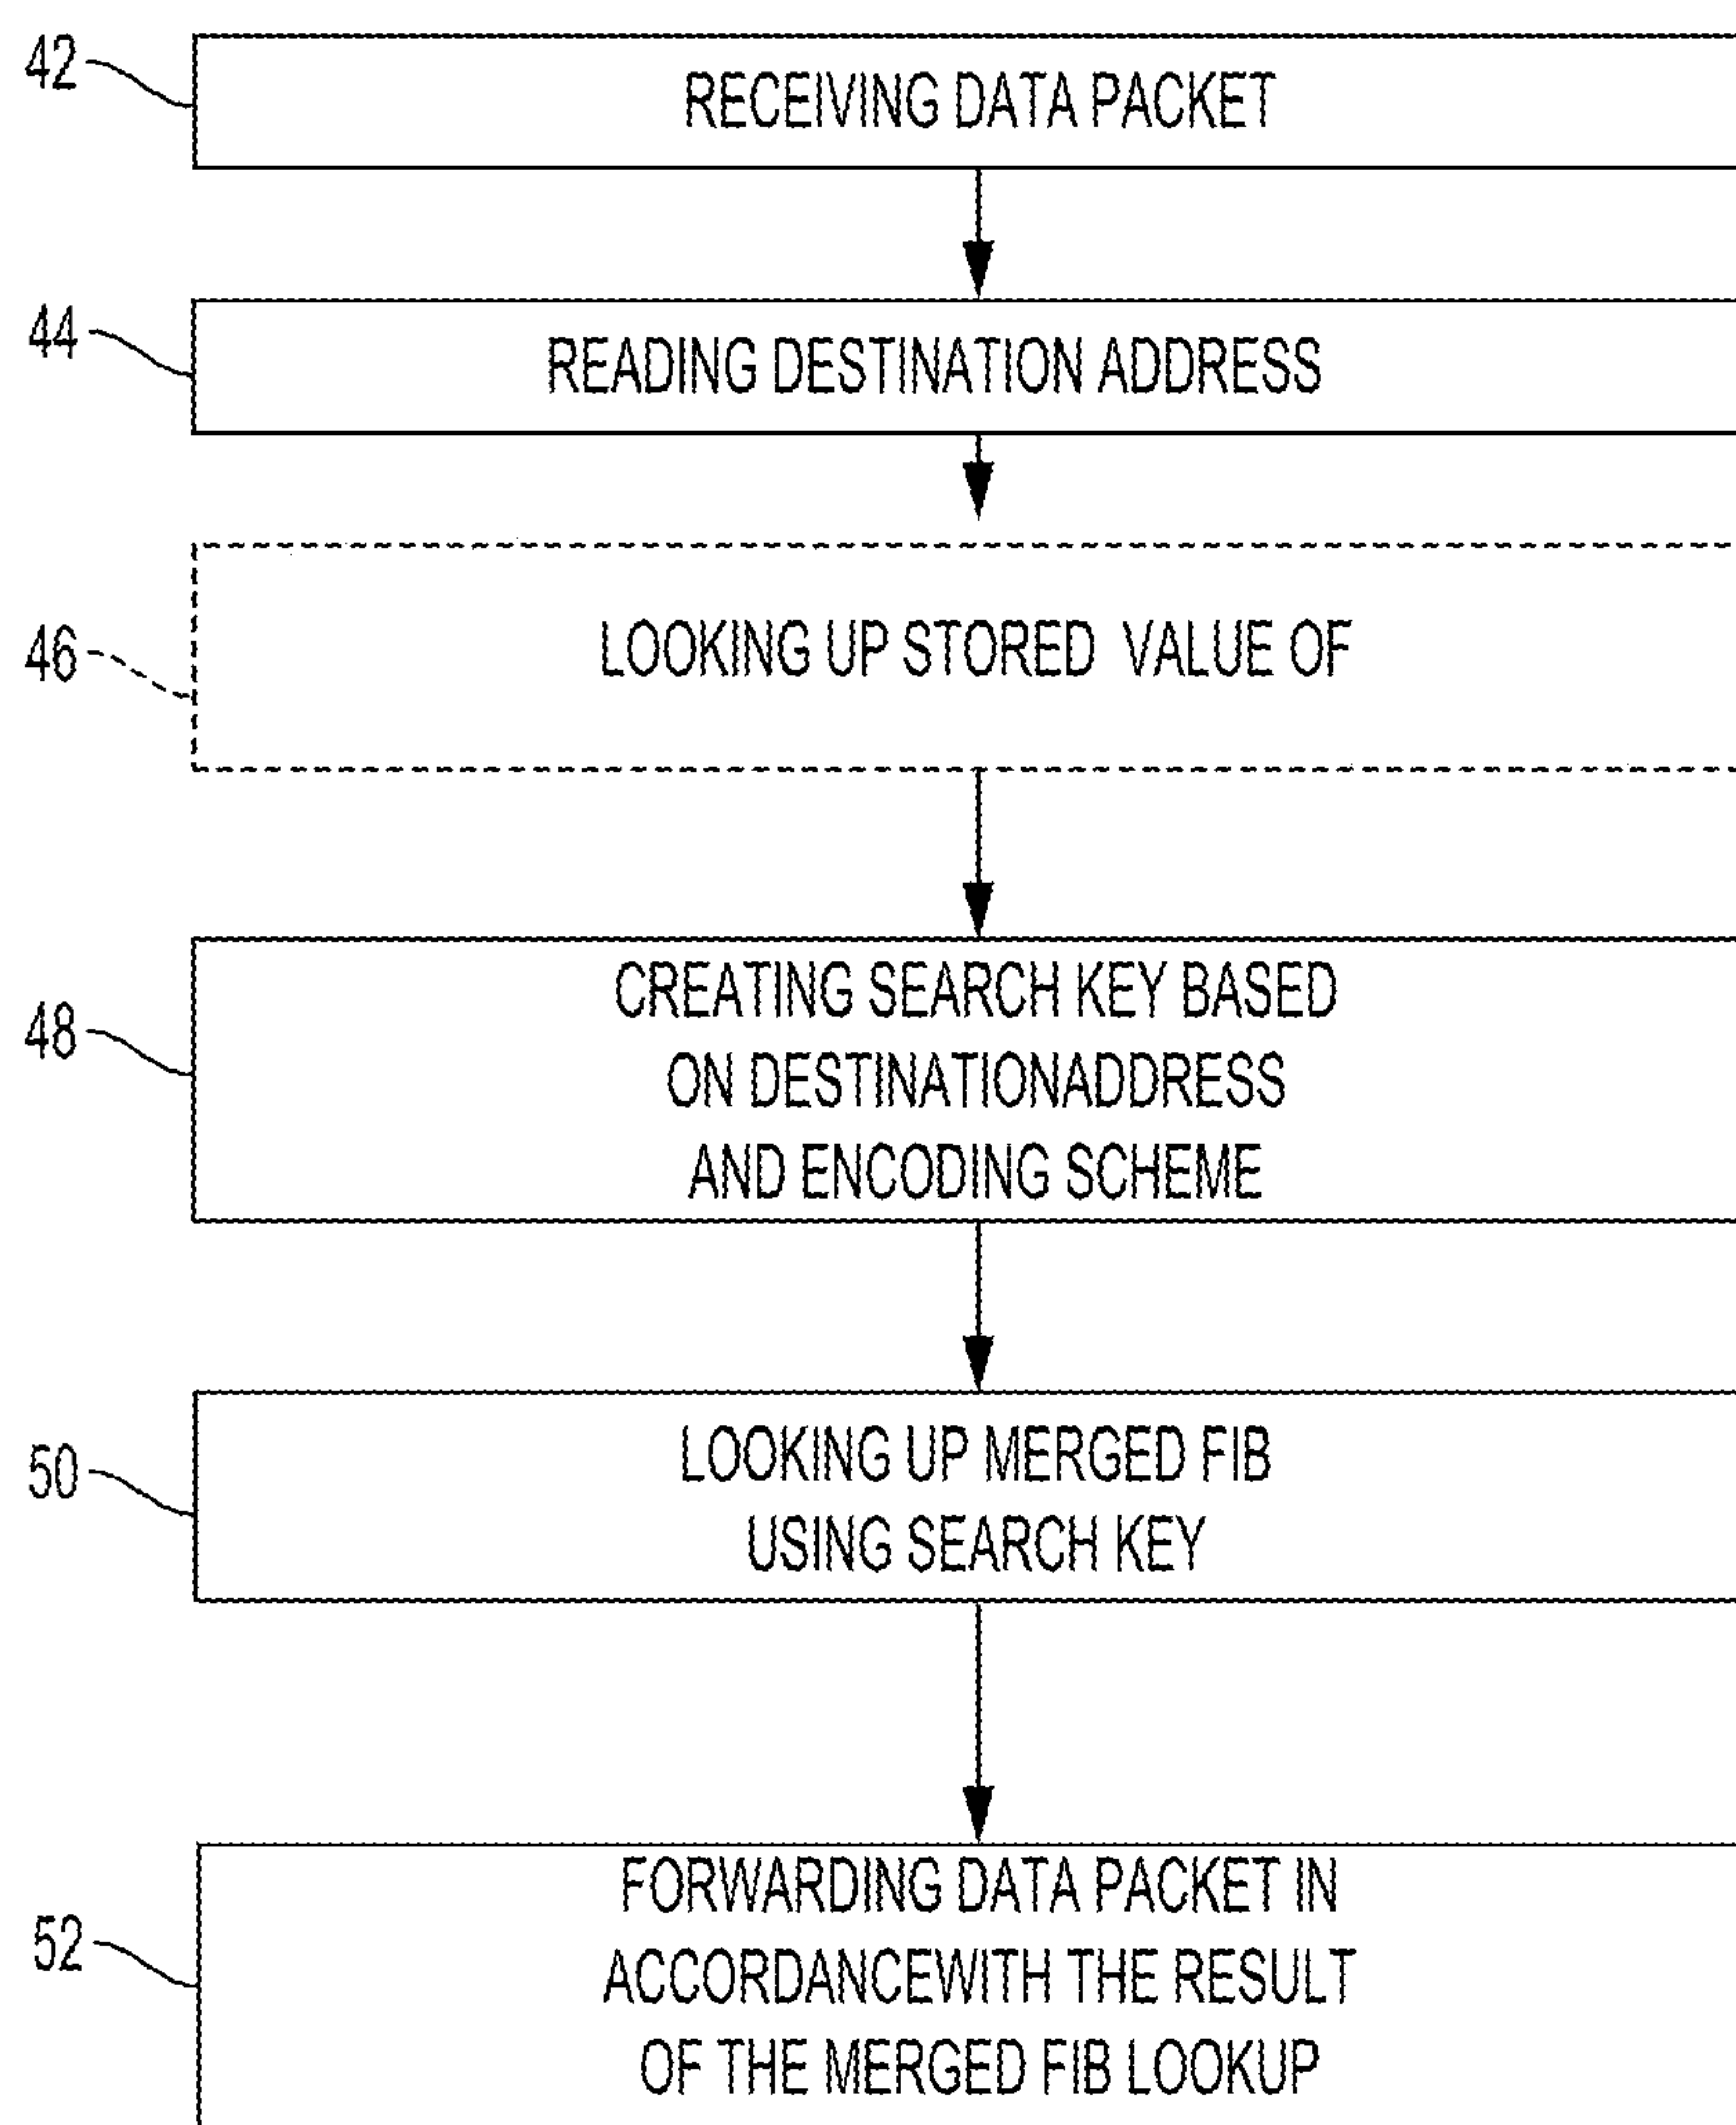 42
RECEIVING DATA PACKET
44
READING DESTINATION ADDRESS
46
LOOKING UP STORED VALUE OF
48
CREATING SEARCH KEY BASED
ON DESTINATIONADDRESS
AND ENCODING SCHEME
50
LOOKING UP MERGED FIB
USING SEARCH KEY
52
FORWARDING DATA PACKET IN
ACCORDANCEWITH THE RESULT
OF THE MERGED FIB LOOKUP